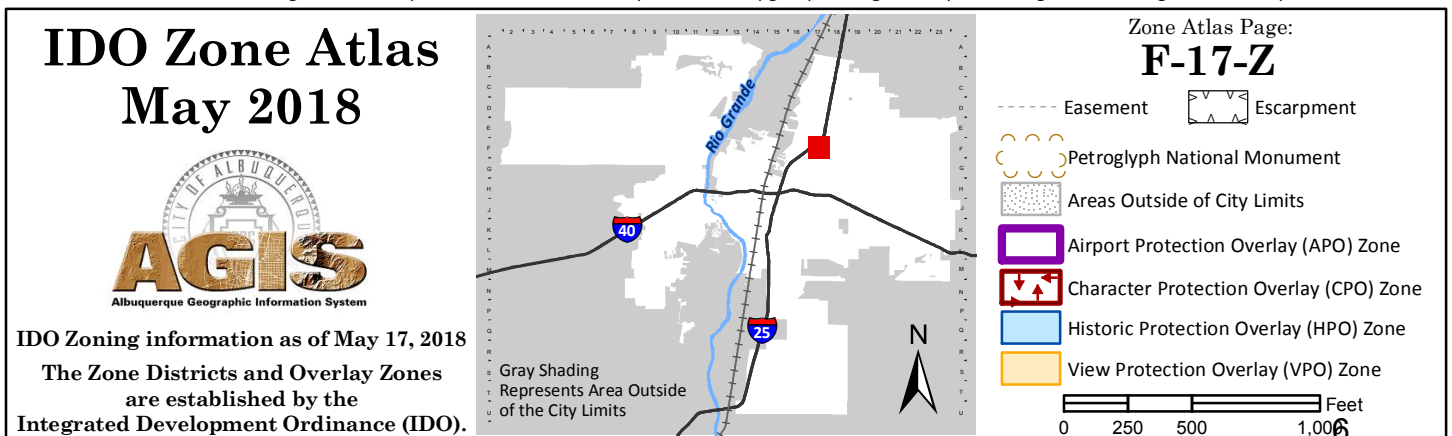 IDO Zone Atlas
May 2018
CITY OF ALBUQUERQUE
AGIS
Albuquerque Geographic Information System
IDO Zoning information as of May 17, 2018
The Zone Districts and Overlay Zones
are established by the
Integrated Development Ordinance (IDO).
Rio Grande
40
25
N
Gray Shading
Represents Area Outside
of the City Limits
Zone Atlas Page:
F-17-Z
Easement
Escarpment
Petroglyph National Monument
Areas Outside of City Limits
Airport Protection Overlay (APO) Zone
Character Protection Overlay (CPO) Zone
Historic Protection Overlay (HPO) Zone
View Protection Overlay (VPO) Zone
Feet
0 250 500
6